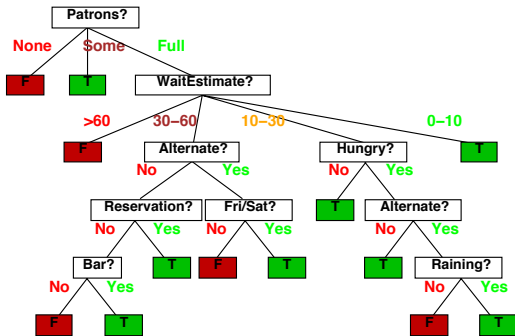 Patrons?
None Some Full
F T WaitEstimate?
>60 30–60 10–30 0–10
F Alternate? Hungry? T
No Yes No Yes
Reservation? Fri/Sat? T Alternate?
No Yes No Yes No Yes
Bar? T F T T Raining?
No Yes No Yes
F T F T